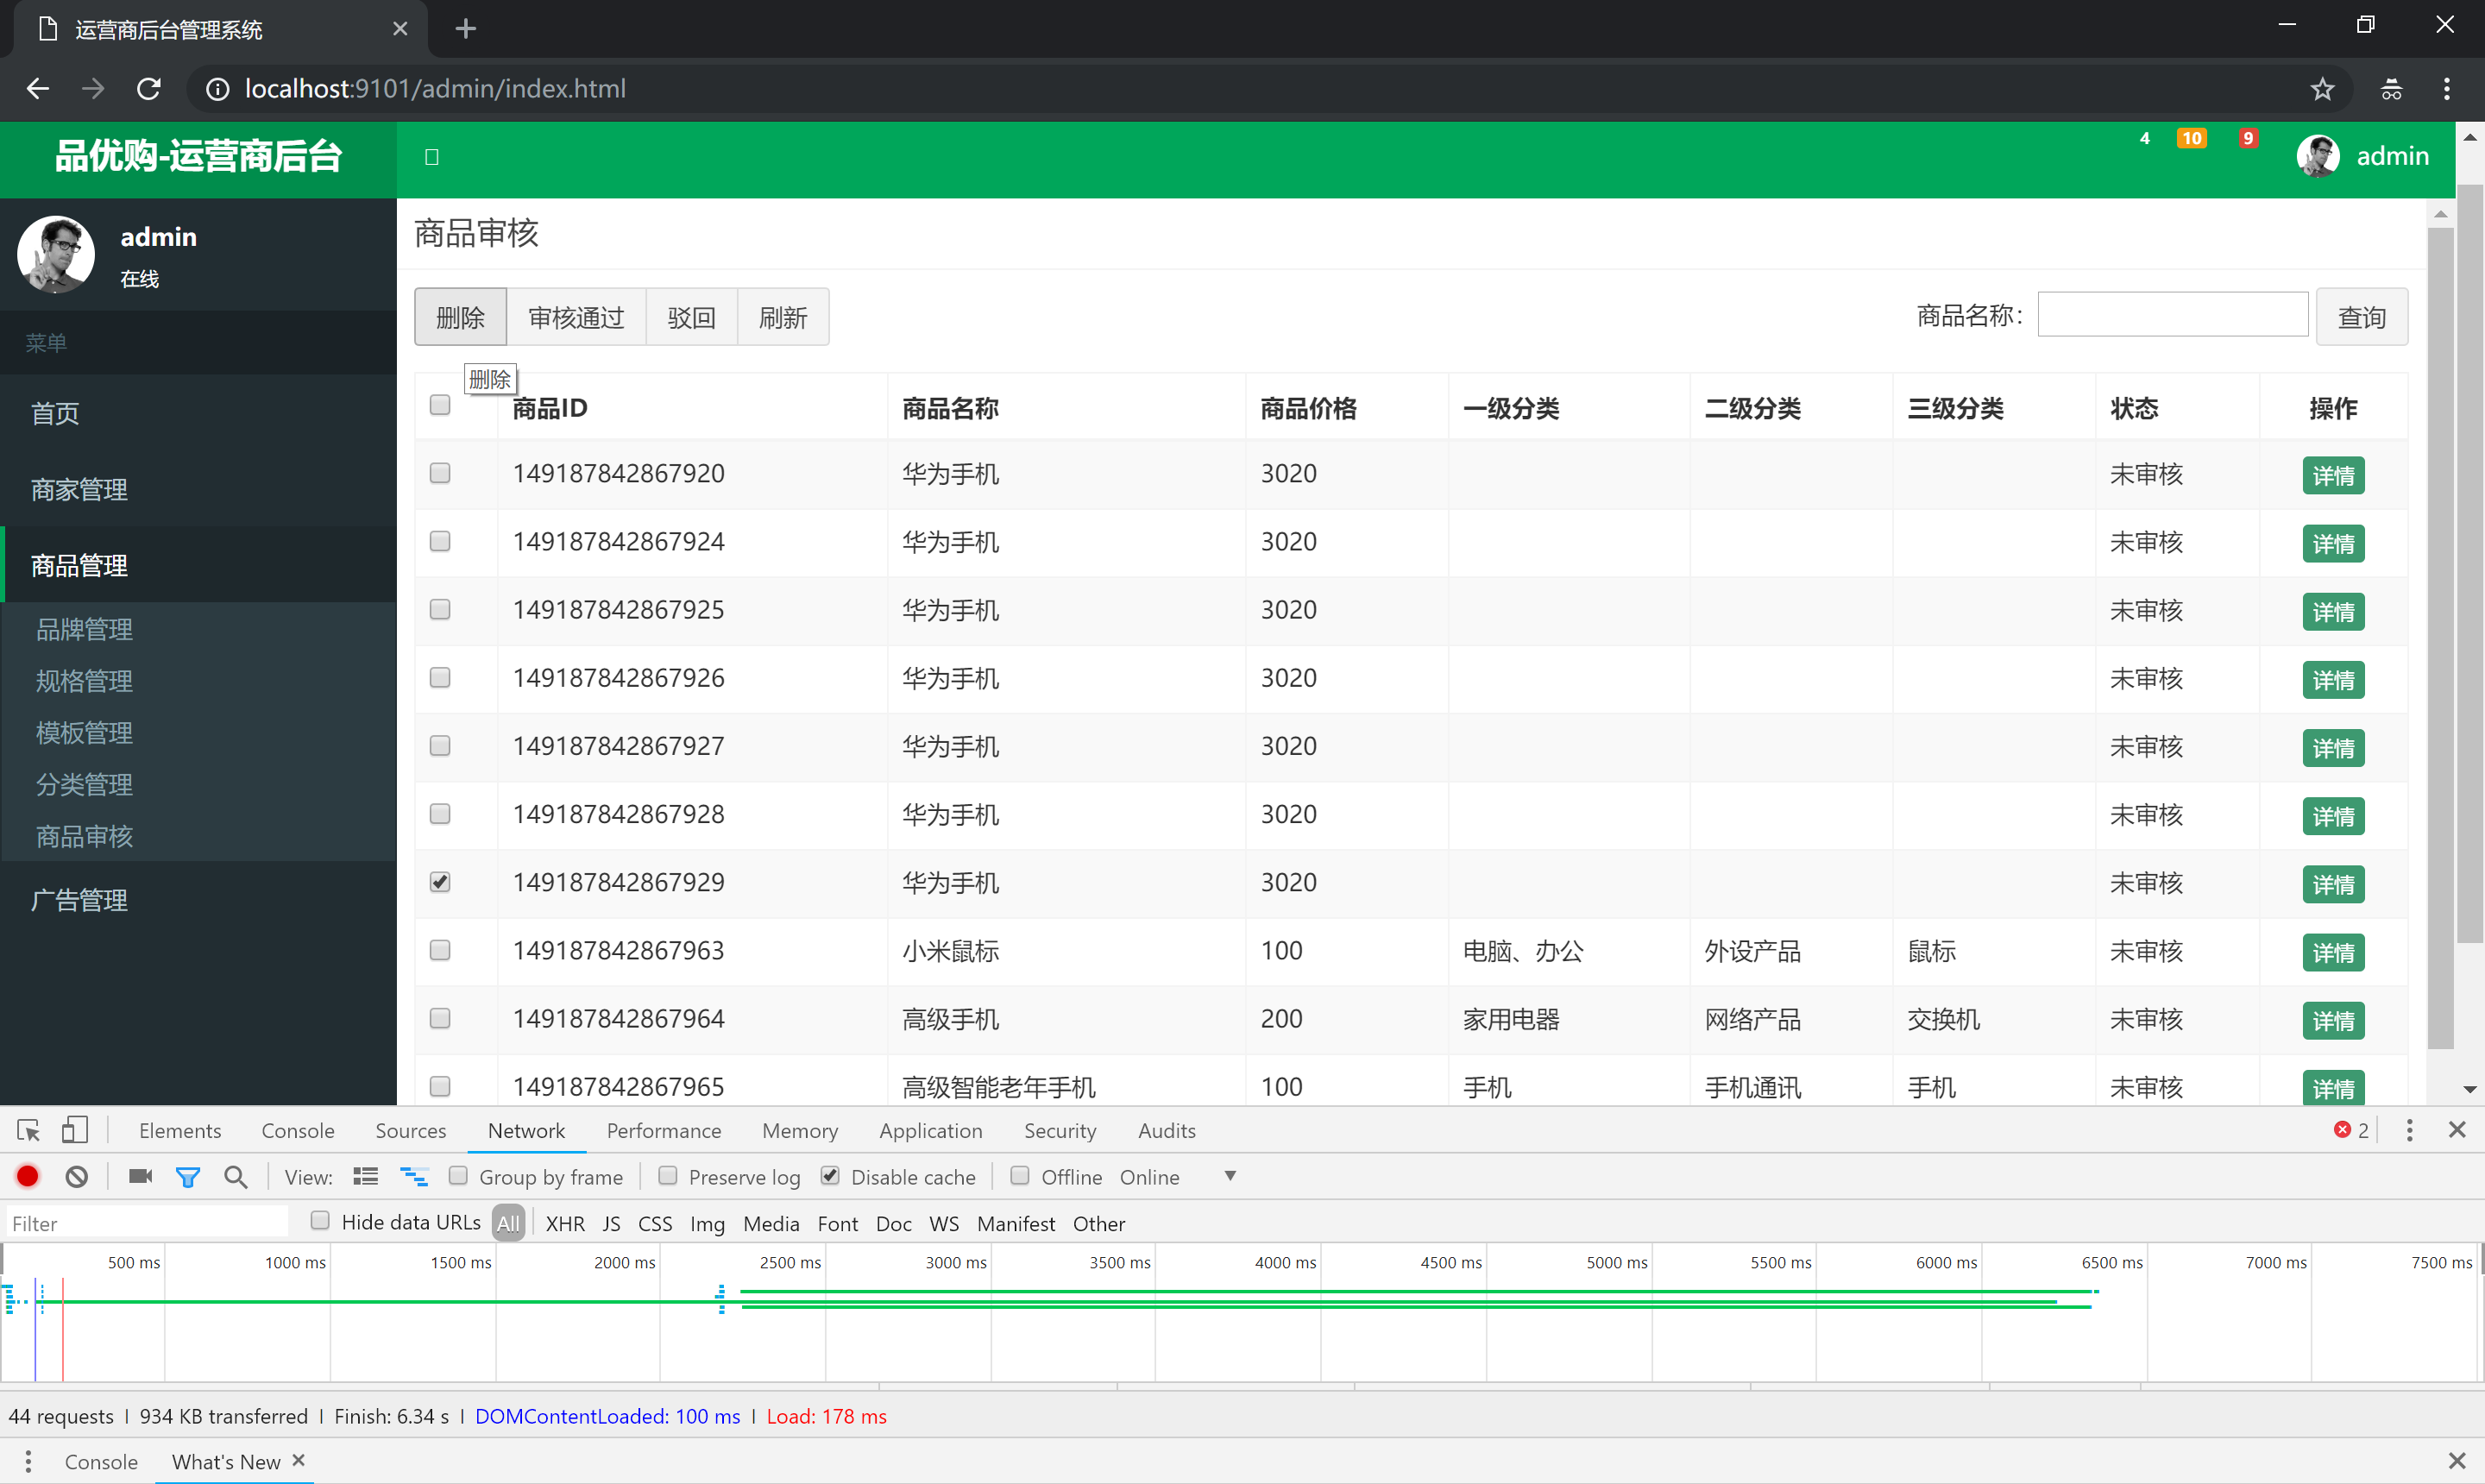 运营商后台管理系统
localhost:9101/admin/index.html
品优购-运营商后台
4 10 9 admin
admin
在线
菜单
首页
商家管理
商品管理
品牌管理
规格管理
模板管理
分类管理
商品审核
广告管理
商品审核
删除 审核通过 驳回 刷新 商品名称： 查询
删除
商品ID 商品名称 商品价格 一级分类 二级分类 三级分类 状态 操作
149187842867920 华为手机 3020 未审核 详情
149187842867924 华为手机 3020 未审核 详情
149187842867925 华为手机 3020 未审核 详情
149187842867926 华为手机 3020 未审核 详情
149187842867927 华为手机 3020 未审核 详情
149187842867928 华为手机 3020 未审核 详情
149187842867929 华为手机 3020 未审核 详情
149187842867963 小米鼠标 100 电脑、办公 外设产品 鼠标 未审核 详情
149187842867964 高级手机 200 家用电器 网络产品 交换机 未审核 详情
149187842867965 高级智能老年手机 100 手机 手机通讯 手机 未审核 详情
Elements Console Sources Network Performance Memory Application Security Audits 2
View: Group by frame Preserve log Disable cache Offline Online
Filter Hide data URLs All XHR JS CSS Img Media Font Doc WS Manifest Other
500 ms 1000 ms 1500 ms 2000 ms 2500 ms 3000 ms 3500 ms 4000 ms 4500 ms 5000 ms 5500 ms 6000 ms 6500 ms 7000 ms 7500 ms
44 requests | 934 KB transferred | Finish: 6.34 s | DOMContentLoaded: 100 ms | Load: 178 ms
Console What's New